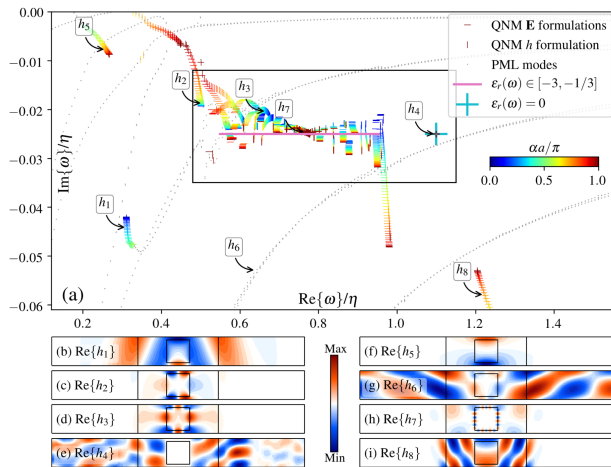 0.00
−0.01
−0.02
−0.03
−0.04
−0.05
−0.06
Im{ω}/η
h5
h2
h3
h7
h4
h1
h6
h8
QNM E formulations
QNM h formulation
PML modes
εr(ω) ∈ [−3, −1/3]
εr(ω) = 0
αa/π
0.0 0.5 1.0
(a)
Re{ω}/η
0.2 0.4 0.6 0.8 1.0 1.2 1.4
(b) Re{h1}
(c) Re{h2}
(d) Re{h3}
(e) Re{h4}
Max
Min
(f) Re{h5}
(g) Re{h6}
(h) Re{h7}
(i) Re{h8}